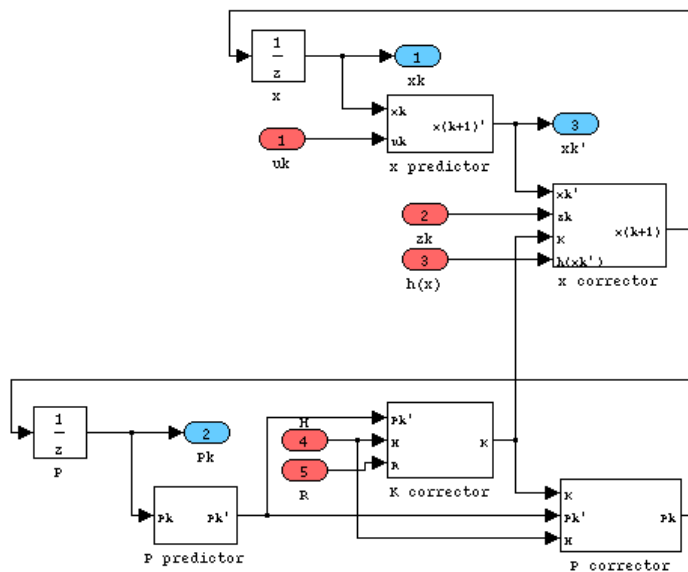 1
z
x
1
xk
xk
uk
x(k+1)'
x predictor
1
uk
3
xk'
2
zk
3
h(x)
xk'
zk
K
h(xk')
x(k+1)
x corrector
1
z
P
2
Pk
Pk
Pk'
P predictor
H
4
5
R
Pk'
H
R
K
K corrector
K
Pk'
H
Pk
P corrector